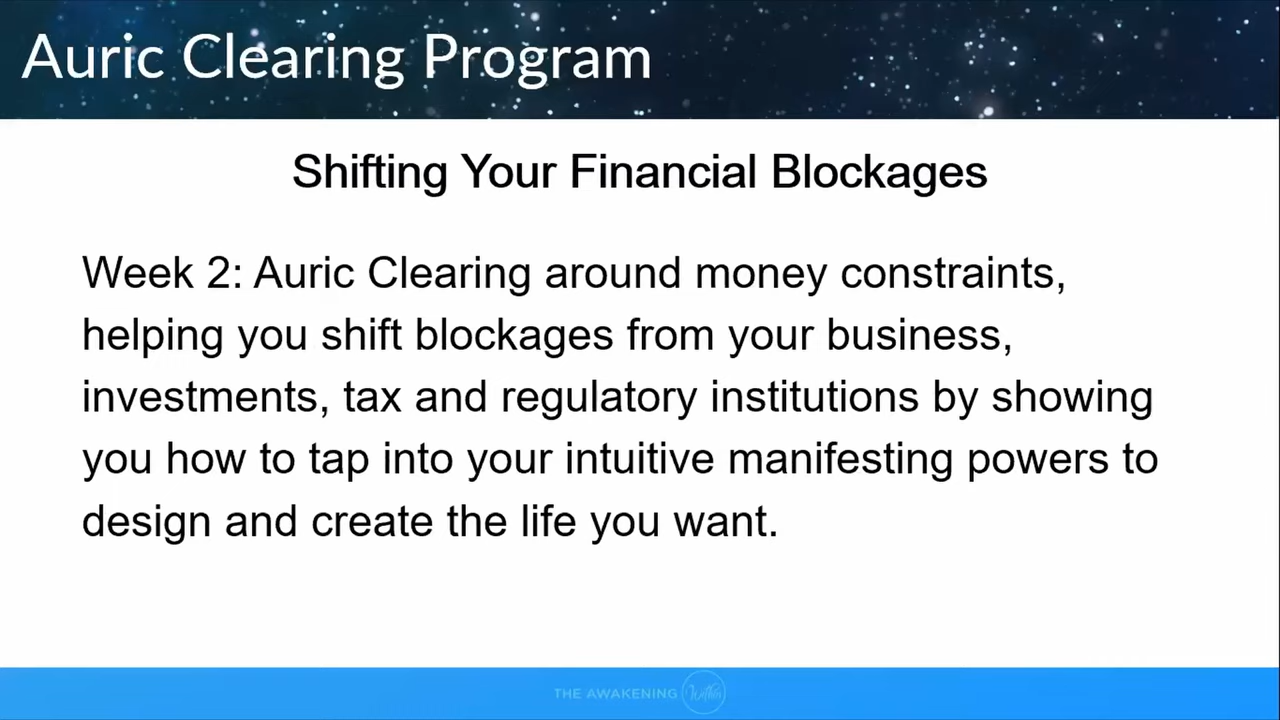 Auric Clearing Program
Shifting Your Financial Blockages
Week 2: Auric Clearing around money constraints,
helping you shift blockages from your business,
investments, tax and regulatory institutions by showing
you how to tap into your intuitive manifesting powers to
design and create the life you want.
THE AWAKENING Within